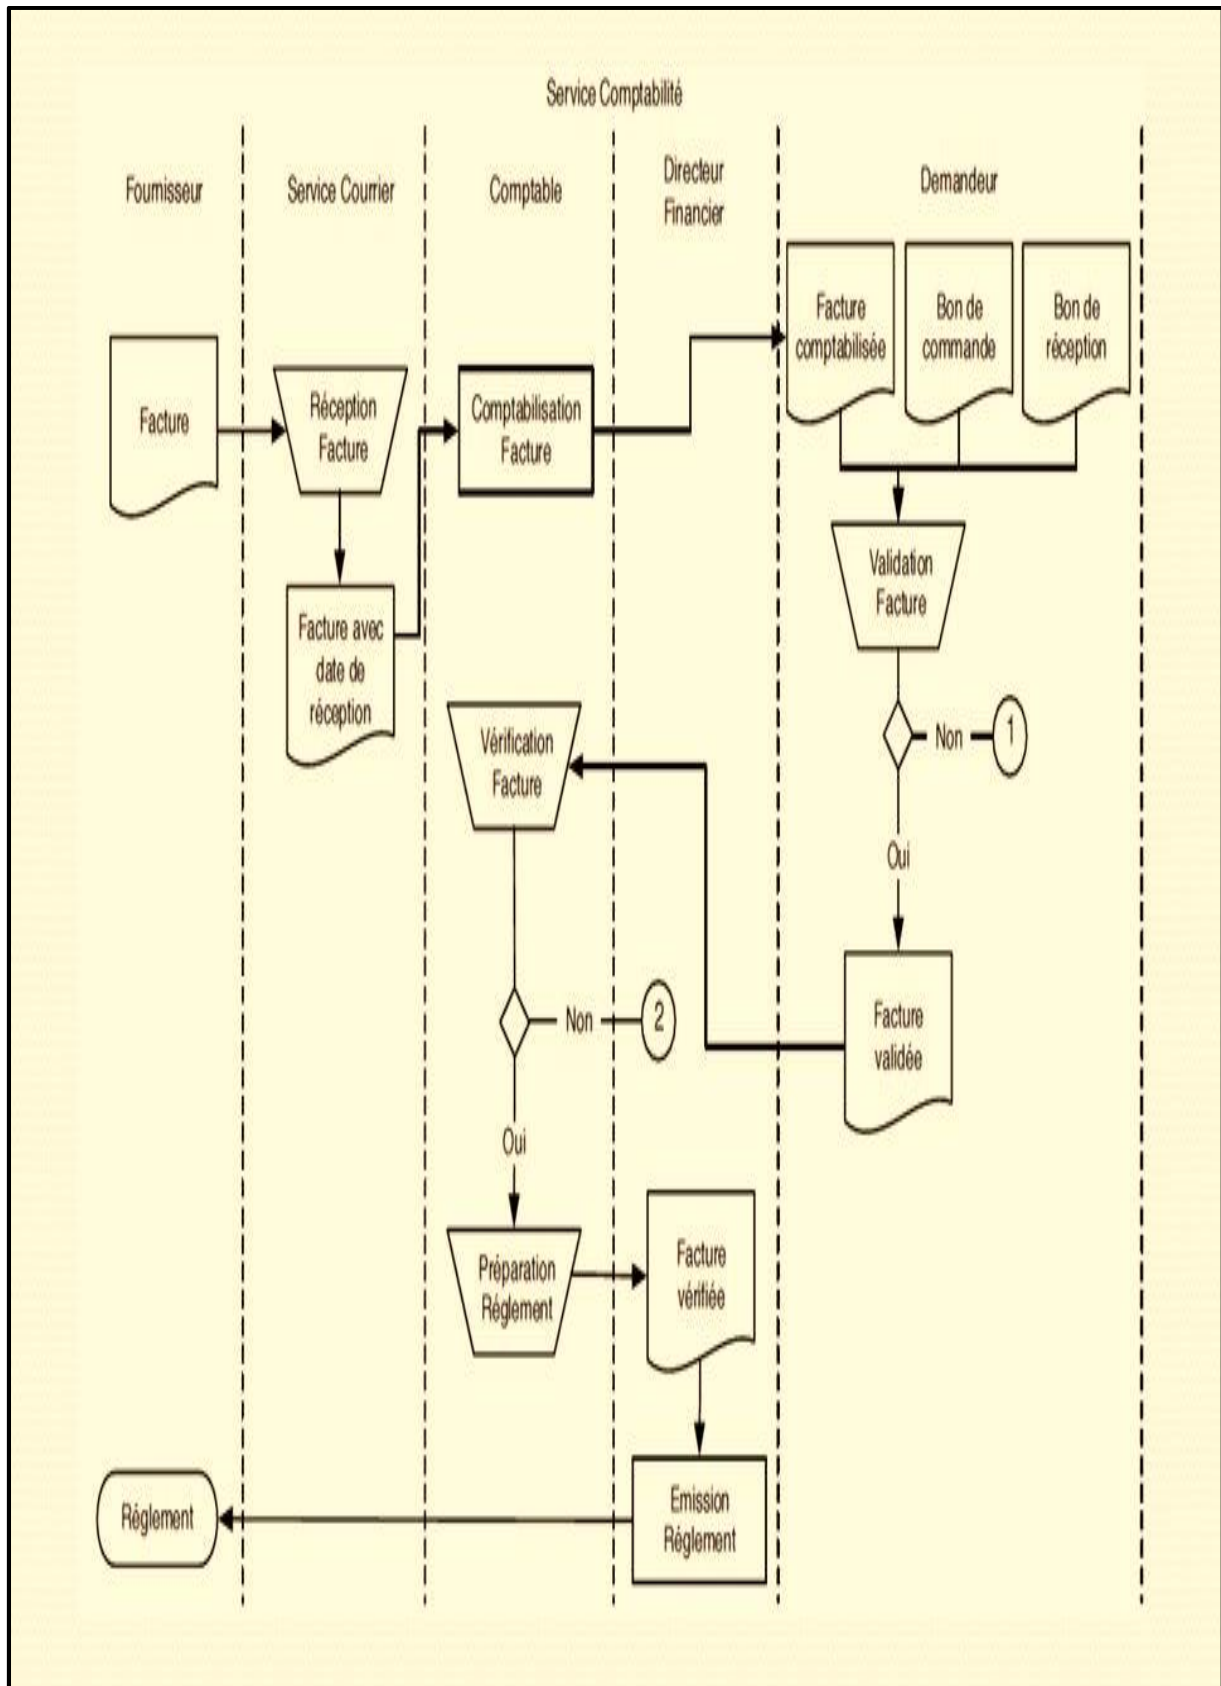 Service Comptabilité
Fournisseur
Service Courrier
Comptable
Directeur
Financier
Demandeur
Facture
comptabilisée
Bon de
commande
Bon de
réception
Facture
Réception
Facture
Comptabilisation
Facture
Validation
Facture
Facture avec
date de
réception
Vérification
Facture
Non
1
Oui
Non
2
Facture
validée
Oui
Préparation
Réglement
Facture
vérifiée
Emission
Réglement
Réglement